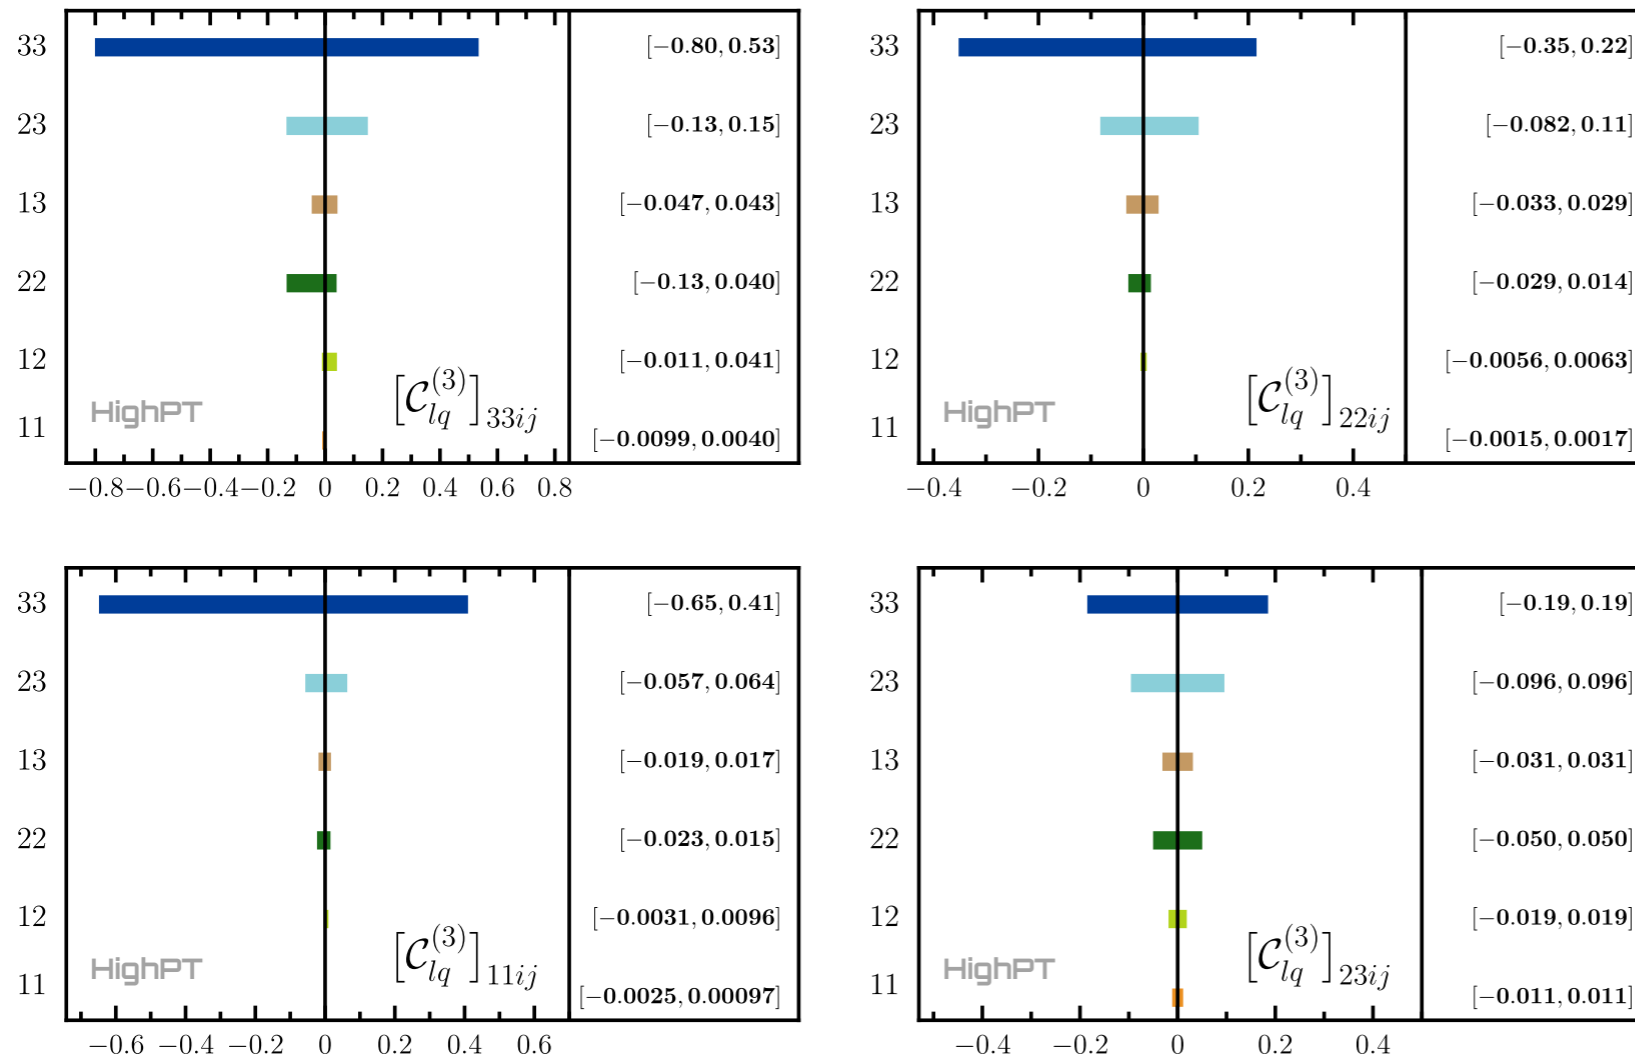 33 [−0.80, 0.53]
23 [−0.13, 0.15]
13 [−0.047, 0.043]
22 [−0.13, 0.040]
12 [−0.011, 0.041]
HighPT [C_{lq}^{(3)}]_{33ij}
11 [−0.0099, 0.0040]
−0.8 −0.6 −0.4 −0.2 0 0.2 0.4 0.6 0.8
33 [−0.35, 0.22]
23 [−0.082, 0.11]
13 [−0.033, 0.029]
22 [−0.029, 0.014]
12 [−0.0056, 0.0063]
HighPT [C_{lq}^{(3)}]_{22ij}
11 [−0.0015, 0.0017]
−0.4 −0.2 0 0.2 0.4
33 [−0.65, 0.41]
23 [−0.057, 0.064]
13 [−0.019, 0.017]
22 [−0.023, 0.015]
12 [−0.0031, 0.0096]
HighPT [C_{lq}^{(3)}]_{11ij}
11 [−0.0025, 0.00097]
−0.6 −0.4 −0.2 0 0.2 0.4 0.6
33 [−0.19, 0.19]
23 [−0.096, 0.096]
13 [−0.031, 0.031]
22 [−0.050, 0.050]
12 [−0.019, 0.019]
HighPT [C_{lq}^{(3)}]_{23ij}
11 [−0.011, 0.011]
−0.4 −0.2 0 0.2 0.4